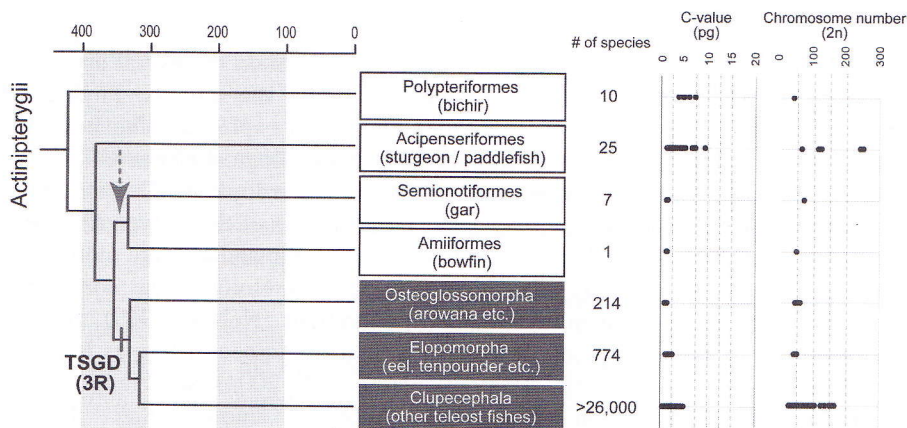 C-value
(pg)
Chromosome number
(2n)
# of species
400 300 200 100 0
0 5 10 15 20
0 100 200 300
Actinipterygii
Polypteriformes
(bichir)
10
Acipenseriformes
(sturgeon / paddlefish)
25
Semionotiformes
(gar)
7
Amiiformes
(bowfin)
1
Osteoglossomorpha
(arowana etc.)
214
TSGD
(3R)
Elopomorpha
(eel. tenpounder etc.)
774
Clupecephala
(other teleost fishes)
>26,000